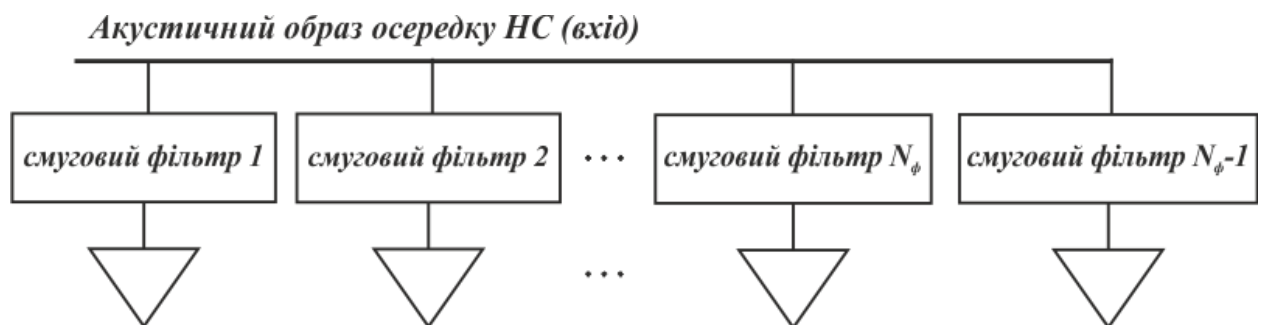 Акустичний образ осередку НС (вхід)
смуговий фільтр 1
смуговий фільтр 2
...
смуговий фільтр Nф
смуговий фільтр Nф-1
...